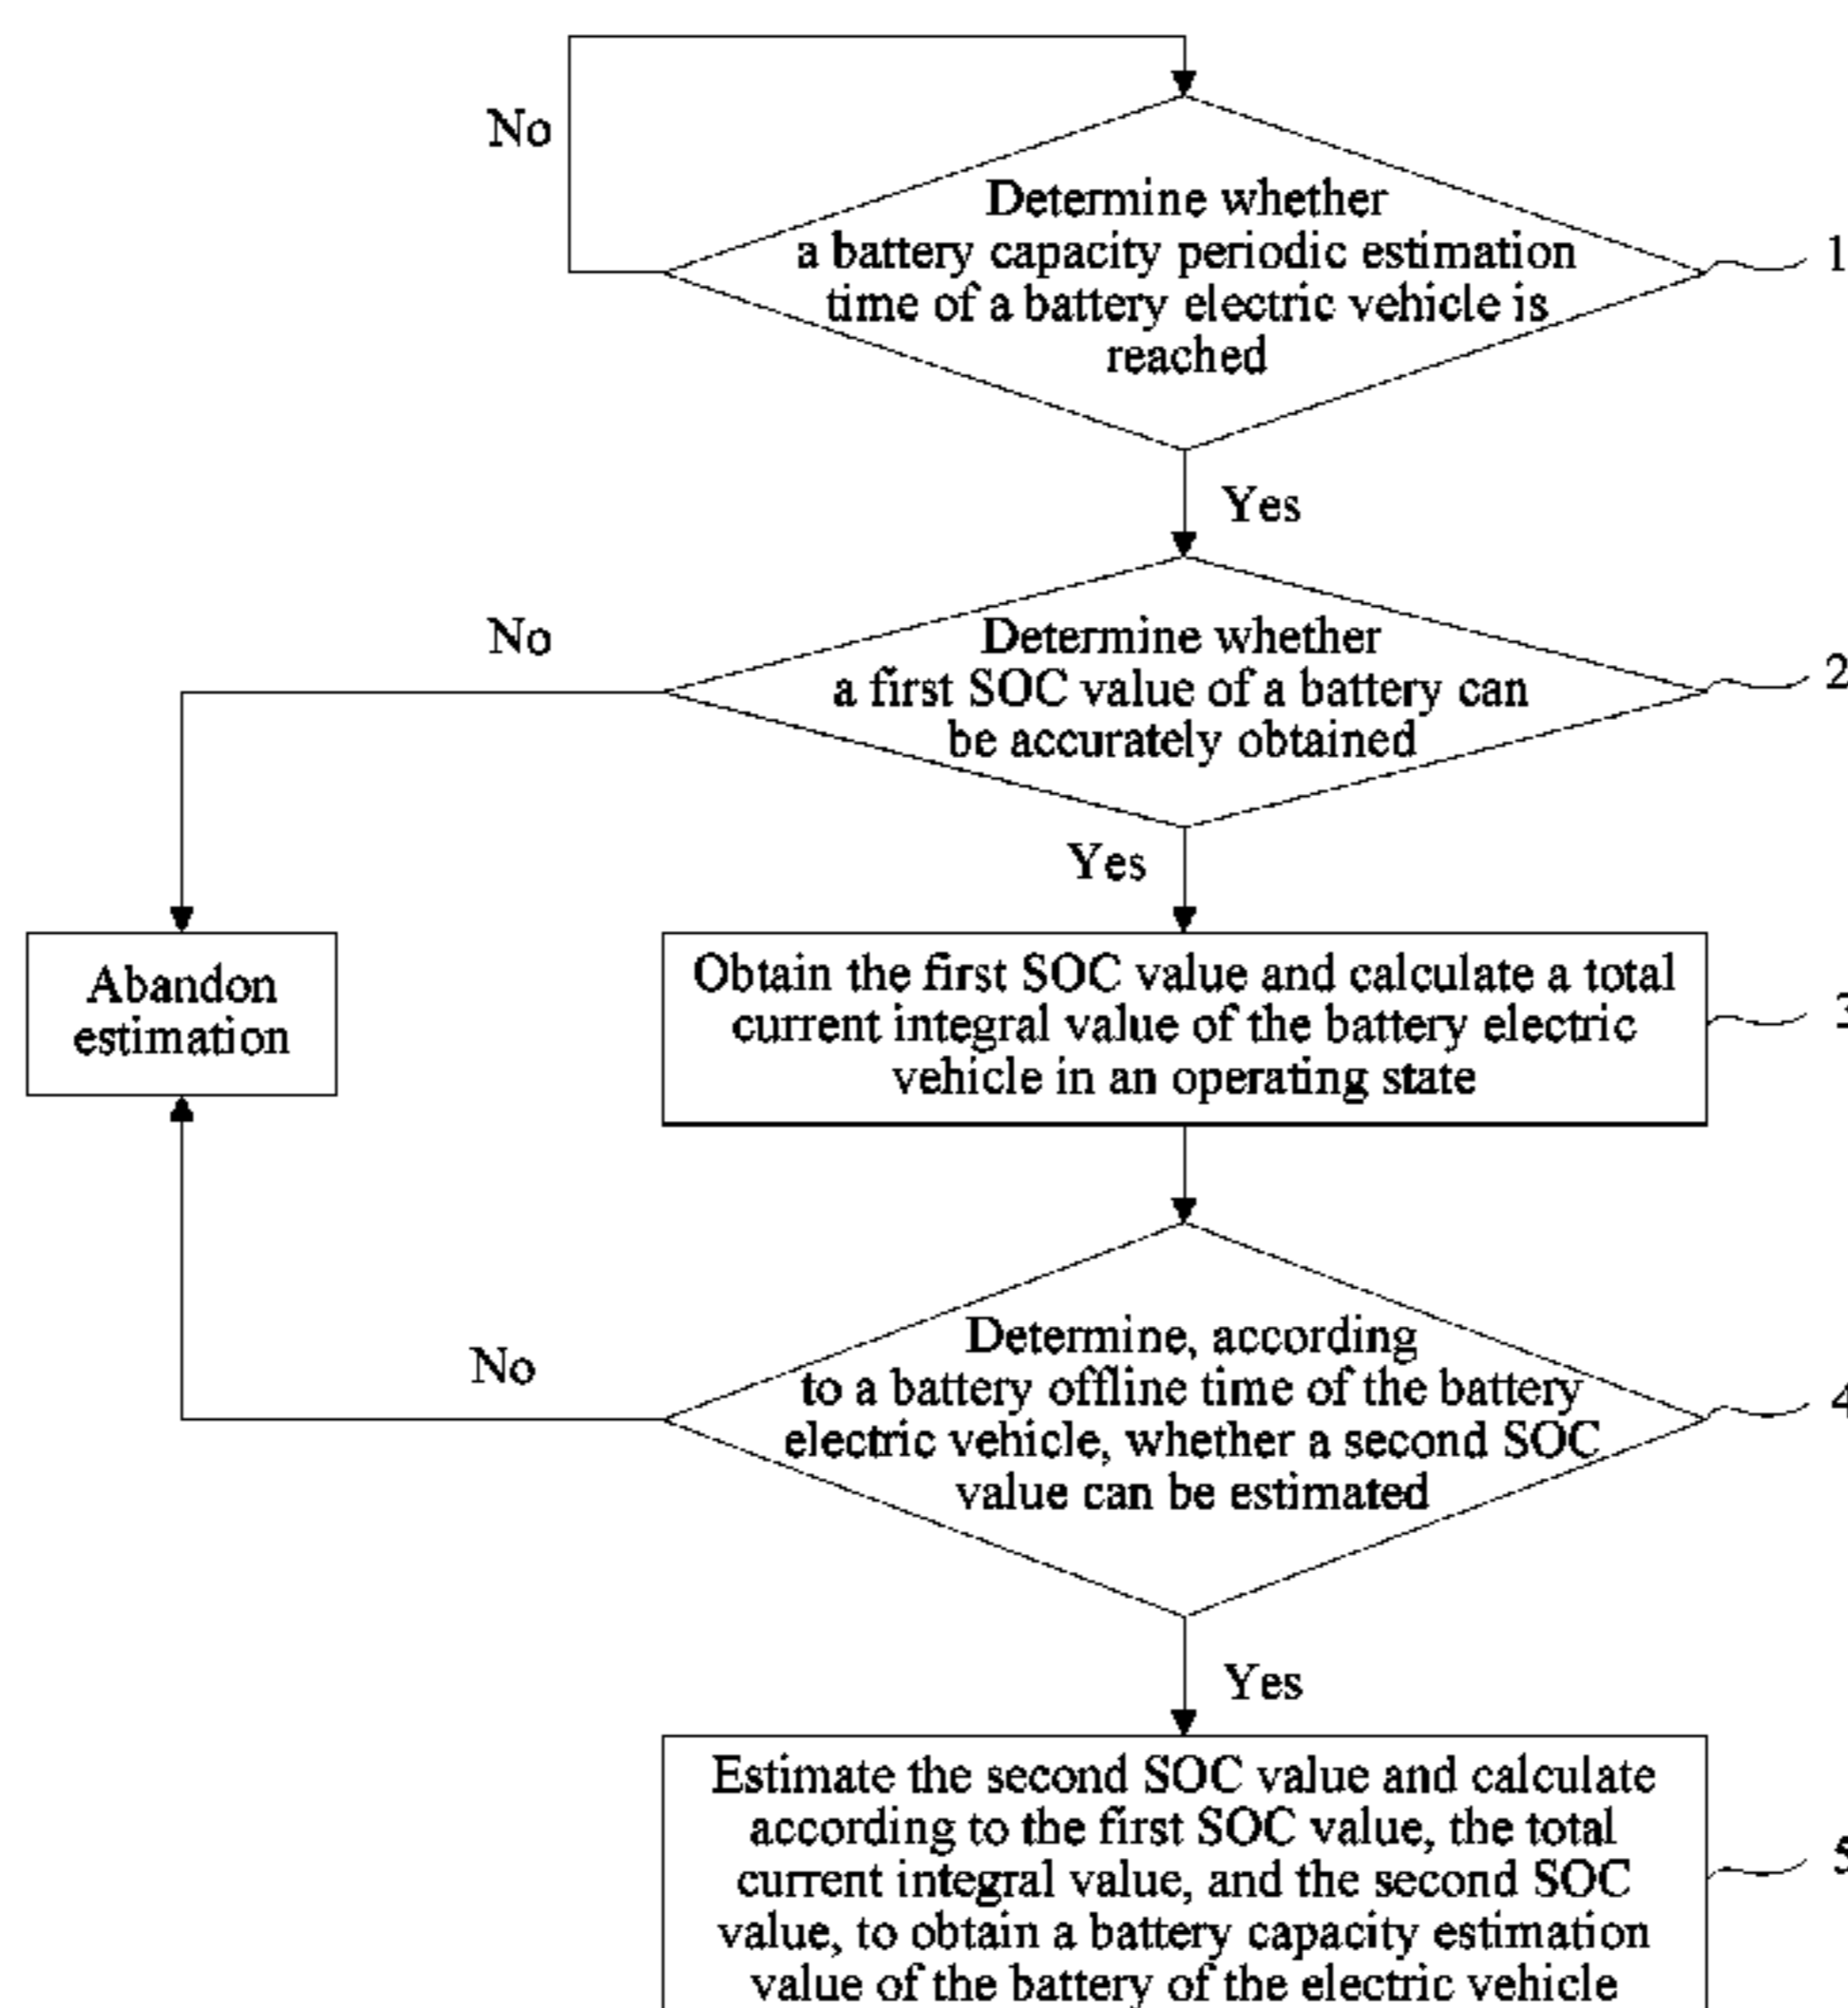 No
Determine whether
a battery capacity periodic estimation
time of a battery electric vehicle is
reached
1
Yes
No
Determine whether
a first SOC value of a battery can
be accurately obtained
2
Yes
Abandon
estimation
Obtain the first SOC value and calculate a total
current integral value of the battery electric
vehicle in an operating state
3
No
Determine, according
to a battery offline time of the battery
electric vehicle, whether a second SOC
value can be estimated
4
Yes
Estimate the second SOC value and calculate
according to the first SOC value, the total
current integral value, and the second SOC
value, to obtain a battery capacity estimation
value of the battery of the electric vehicle
5